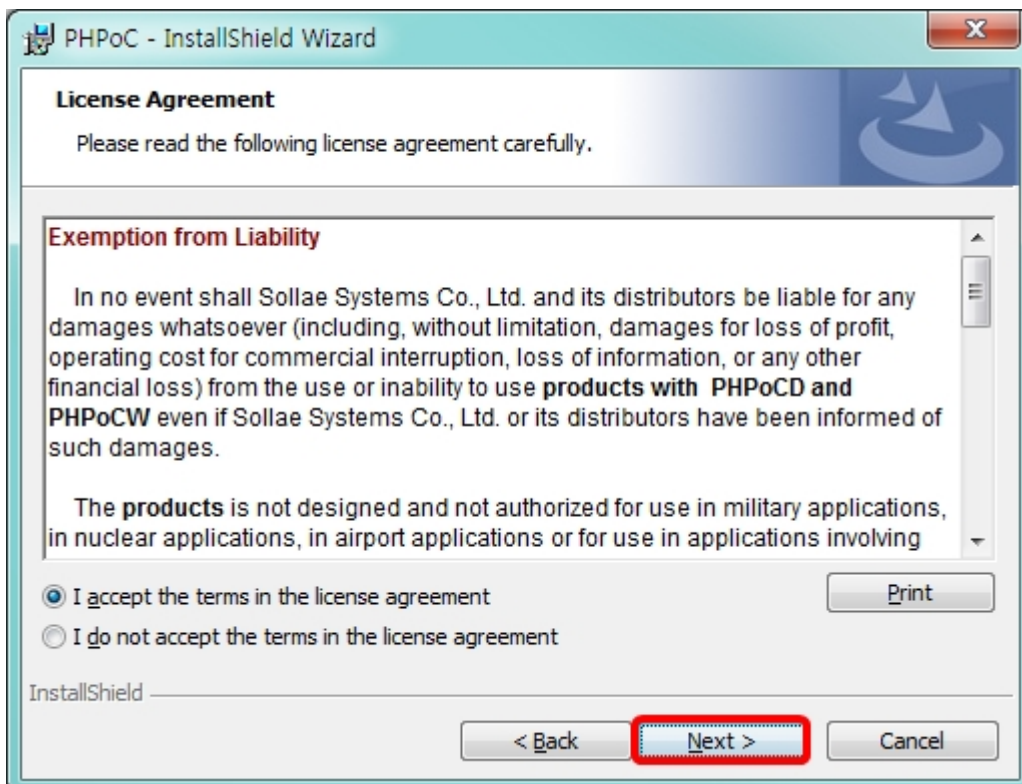 PHPoC - InstallShield Wizard
License Agreement
Please read the following license agreement carefully.
Exemption from Liability
In no event shall Sollae Systems Co., Ltd. and its distributors be liable for any
damages whatsoever (including, without limitation, damages for loss of profit,
operating cost for commercial interruption, loss of information, or any other
financial loss) from the use or inability to use products with PHPoCD and
PHPoCW even if Sollae Systems Co., Ltd. or its distributors have been informed of
such damages.
The products is not designed and not authorized for use in military applications,
in nuclear applications, in airport applications or for use in applications involving
I accept the terms in the license agreement
Print
I do not accept the terms in the license agreement
InstallShield
< Back
Next >
Cancel